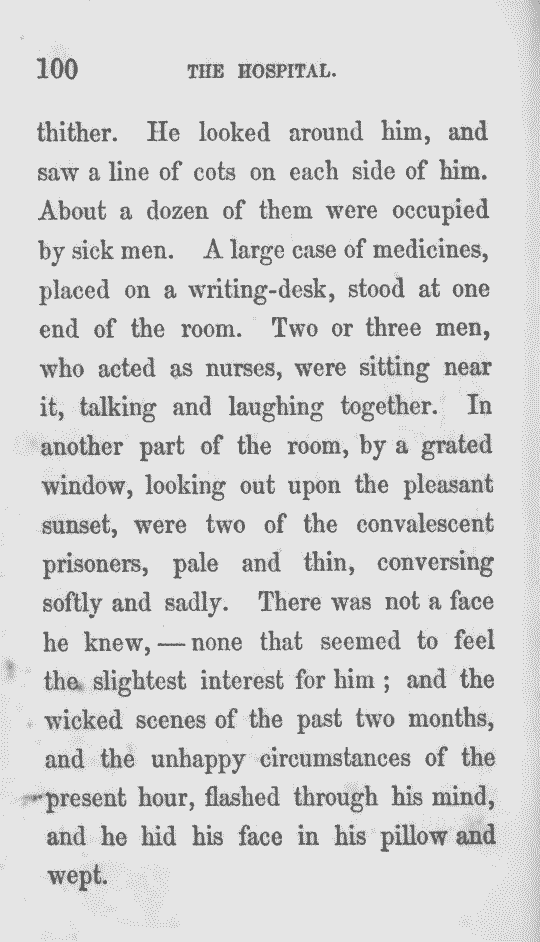 100 THE HOSPITAL.
thither. He looked around him, and
saw a line of cots on each side of him.
About a dozen of them were occupied
by sick men. A large case of medicines,
placed on a writing-desk, stood at one
end of the room. Two or three men,
who acted as nurses, were sitting near
it, talking and laughing together. In
another part of the room, by a grated
window, looking out upon the pleasant
sunset, were two of the convalescent
prisoners, pale and thin, conversing
softly and sadly. There was not a face
he knew, — none that seemed to feel
the slightest interest for him ; and the
wicked scenes of the past two months,
and the unhappy circumstances of the
present hour, flashed through his mind,
and he hid his face in his pillow and
wept.